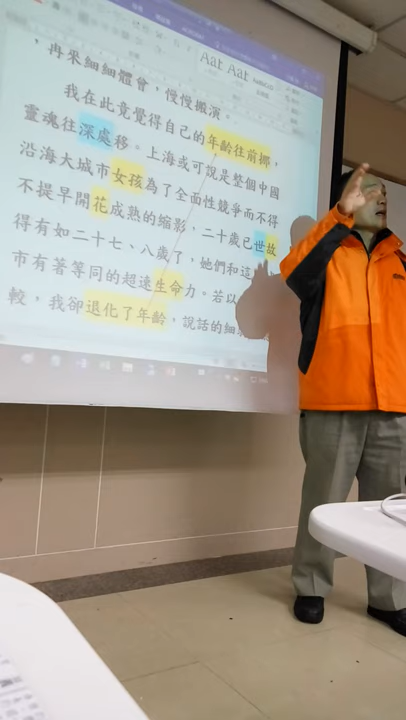 ，再來細細體會，慢慢搬演。
我在此竟覺得自己的年齡往前挪，
靈魂往深處移。上海或可說是整個中國
沿海大城市女孩為了全面性競爭而不得
不提早開花成熟的縮影，二十歲已世故
得有如二十七、八歲了，她們和這
市有著等同的超速生命力。若以
較，我卻退化了年齡，說話的細